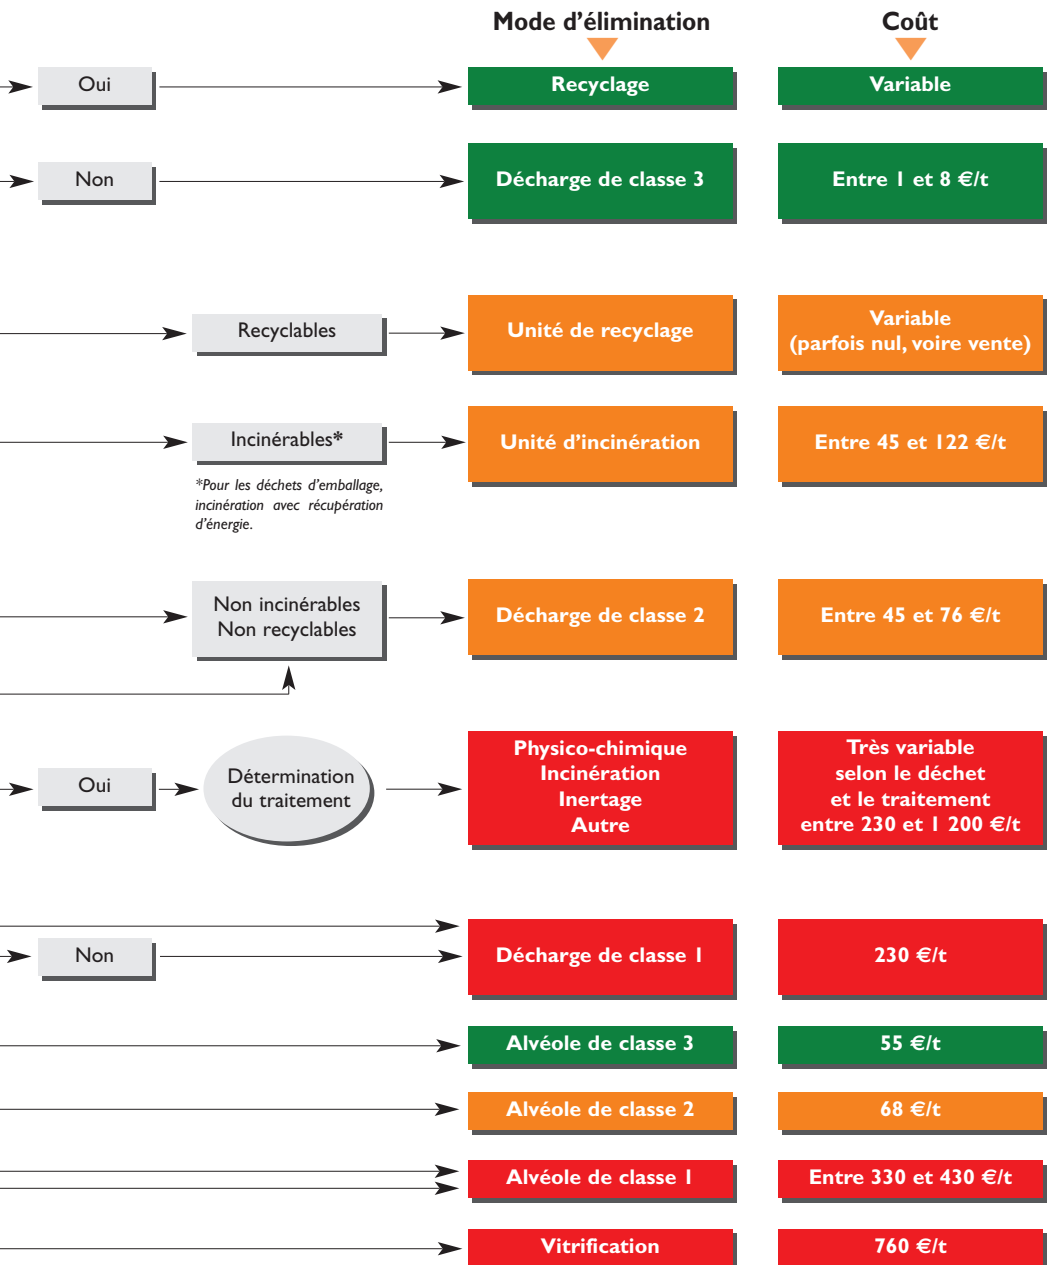 Mode d’élimination
Coût
Oui
Recyclage
Variable
Non
Décharge de classe 3
Entre 1 et 8 €/t
Recyclables
Unité de recyclage
Variable
(parfois nul, voire vente)
Incinérables*
Unité d’incinération
Entre 45 et 122 €/t
*Pour les déchets d’emballage,
incinération avec récupération
d’énergie.
Non incinérables
Non recyclables
Décharge de classe 2
Entre 45 et 76 €/t
Oui
Détermination
du traitement
Physico-chimique
Incinération
Inertage
Autre
Très variable
selon le déchet
et le traitement
entre 230 et 1 200 €/t
Non
Décharge de classe 1
230 €/t
Alvéole de classe 3
55 €/t
Alvéole de classe 2
68 €/t
Alvéole de classe 1
Entre 330 et 430 €/t
Vitrification
760 €/t